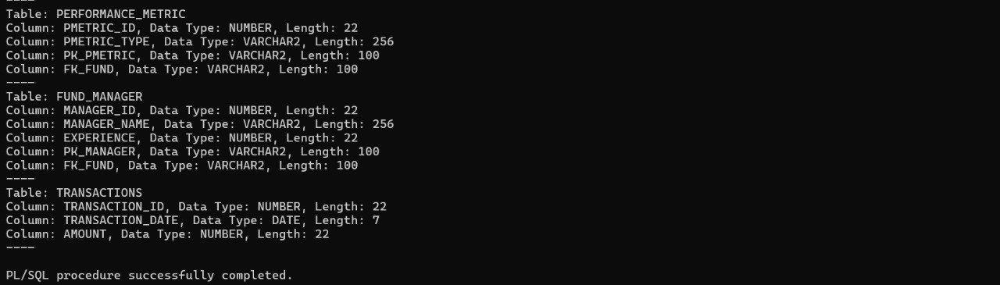 ----
Table: PERFORMANCE_METRIC
Column: PMETRIC_ID, Data Type: NUMBER, Length: 22
Column: PMETRIC_TYPE, Data Type: VARCHAR2, Length: 256
Column: PK_PMETRIC, Data Type: VARCHAR2, Length: 100
Column: FK_FUND, Data Type: VARCHAR2, Length: 100
----
Table: FUND_MANAGER
Column: MANAGER_ID, Data Type: NUMBER, Length: 22
Column: MANAGER_NAME, Data Type: VARCHAR2, Length: 256
Column: EXPERIENCE, Data Type: NUMBER, Length: 22
Column: PK_MANAGER, Data Type: VARCHAR2, Length: 100
Column: FK_FUND, Data Type: VARCHAR2, Length: 100
----
Table: TRANSACTIONS
Column: TRANSACTION_ID, Data Type: NUMBER, Length: 22
Column: TRANSACTION_DATE, Data Type: DATE, Length: 7
Column: AMOUNT, Data Type: NUMBER, Length: 22
----
PL/SQL procedure successfully completed.